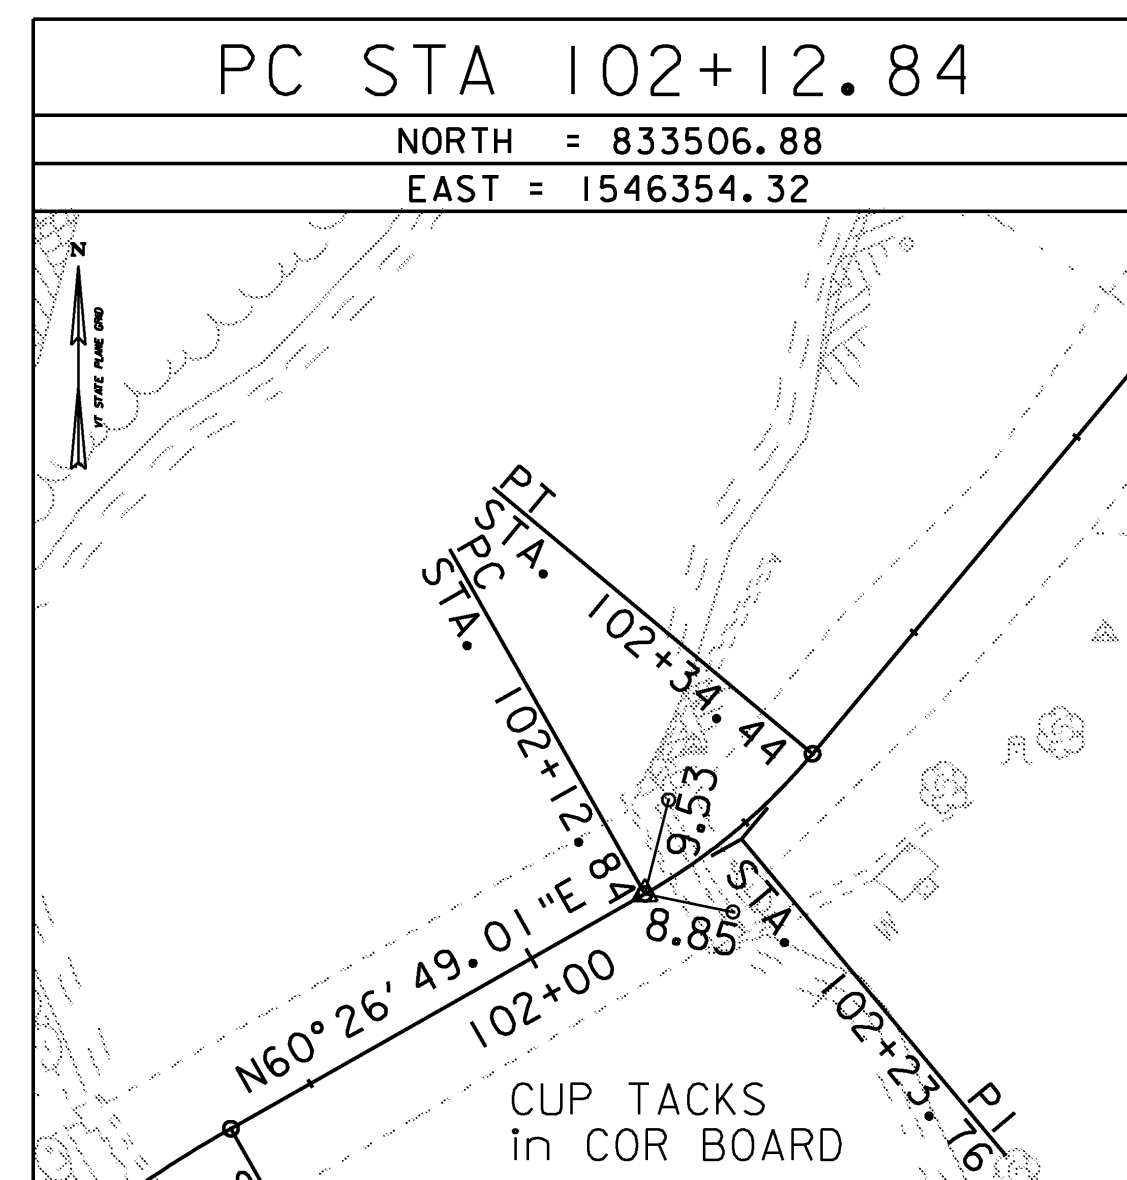 PC STA 102+12.84
NORTH = 833506.88
EAST = 1546354.32
N
VT STATE PLANE GRID
PT
STA. 102+34.44
PC
STA. 102+12.84
9.53
8.85
N60°26'49.01"E
102+00
PI
STA. 102+23.76
W
CUP TACKS
in COR BOARD